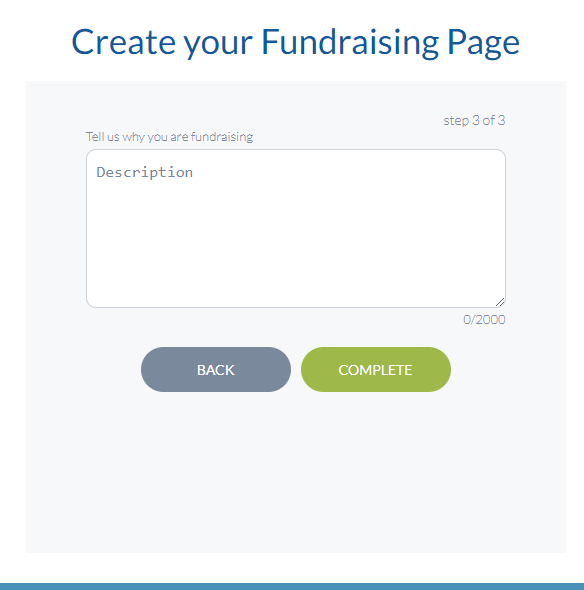 Create your Fundraising Page
step 3 of 3
Tell us why you are fundraising
Description
0/2000
BACK COMPLETE